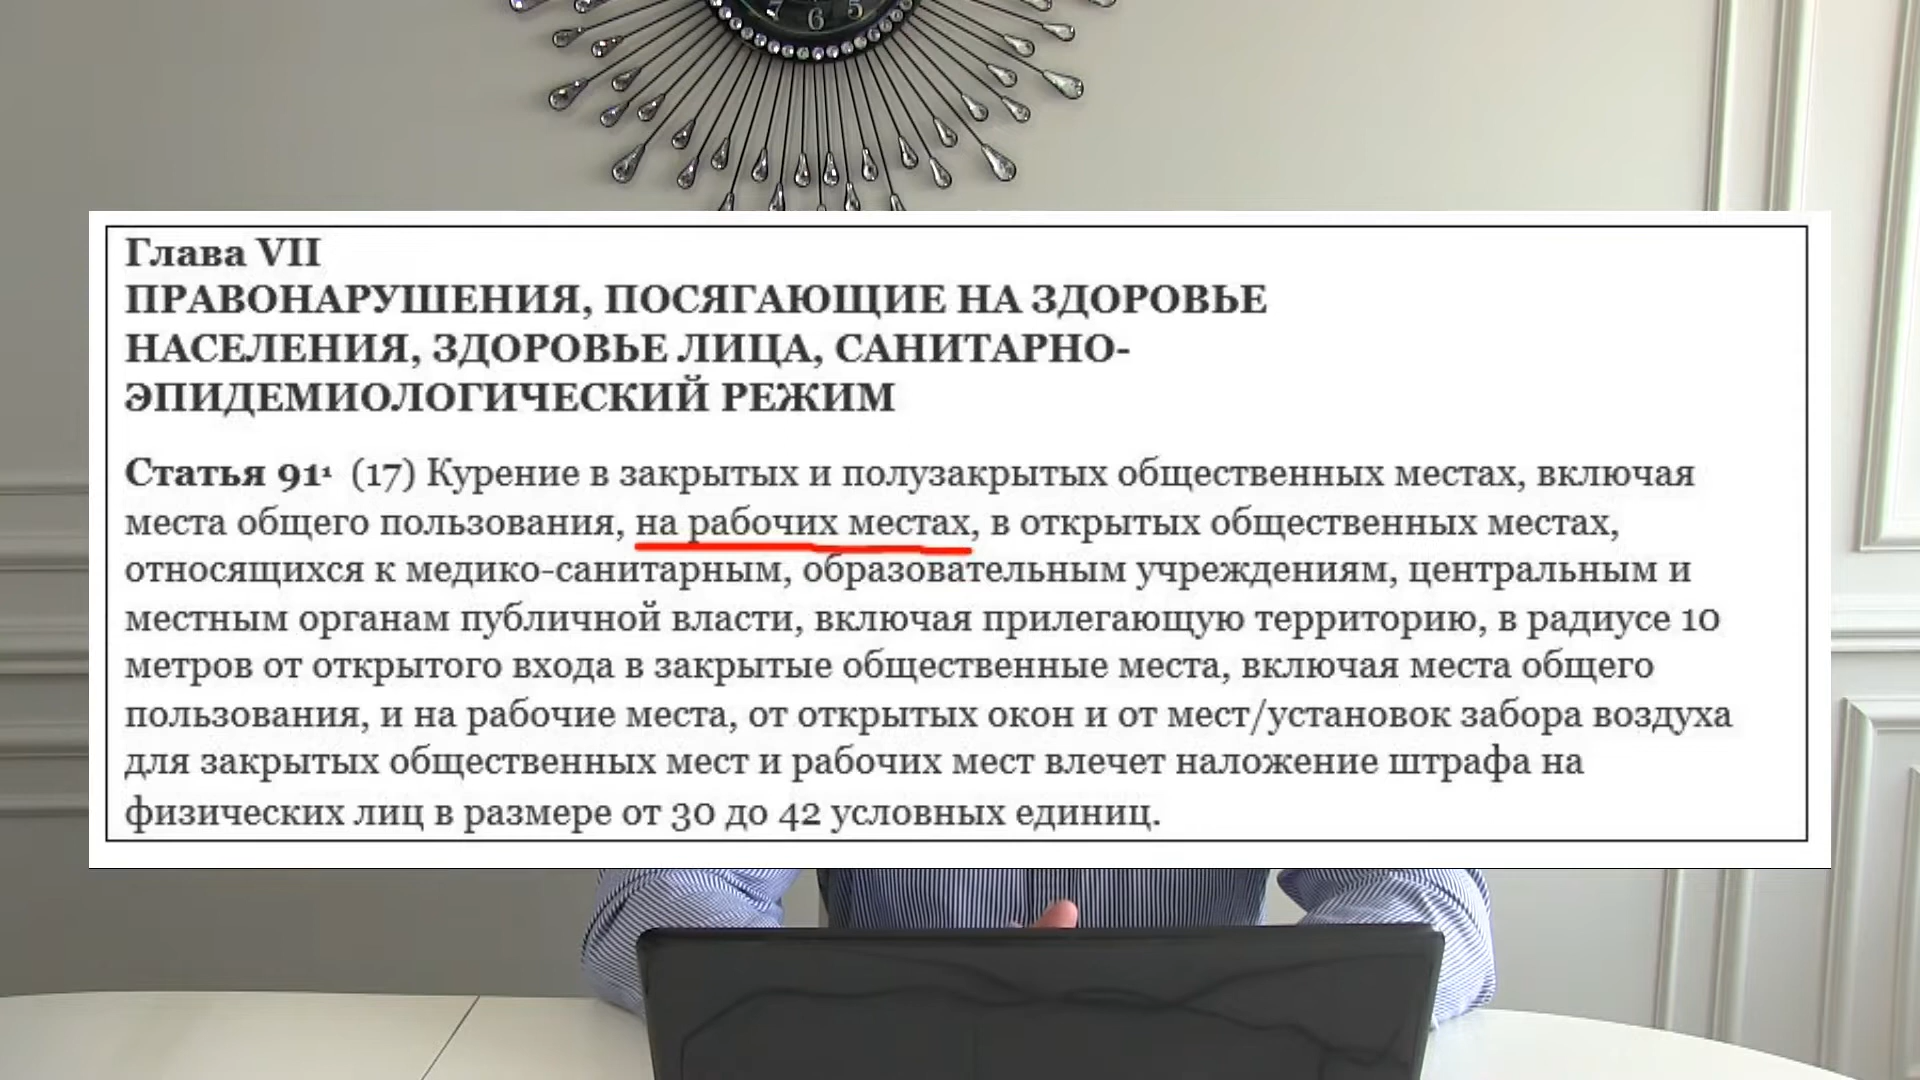 7 6 5
Глава VII
ПРАВОНАРУШЕНИЯ, ПОСЯГАЮЩИЕ НА ЗДОРОВЬЕ
НАСЕЛЕНИЯ, ЗДОРОВЬЕ ЛИЦА, САНИТАРНО-
ЭПИДЕМИОЛОГИЧЕСКИЙ РЕЖИМ
Статья 91¹ (17) Курение в закрытых и полузакрытых общественных местах, включая
места общего пользования, на рабочих местах, в открытых общественных местах,
относящихся к медико-санитарным, образовательным учреждениям, центральным и
местным органам публичной власти, включая прилегающую территорию, в радиусе 10
метров от открытого входа в закрытые общественные места, включая места общего
пользования, и на рабочие места, от открытых окон и от мест/установок забора воздуха
для закрытых общественных мест и рабочих мест влечет наложение штрафа на
физических лиц в размере от 30 до 42 условных единиц.